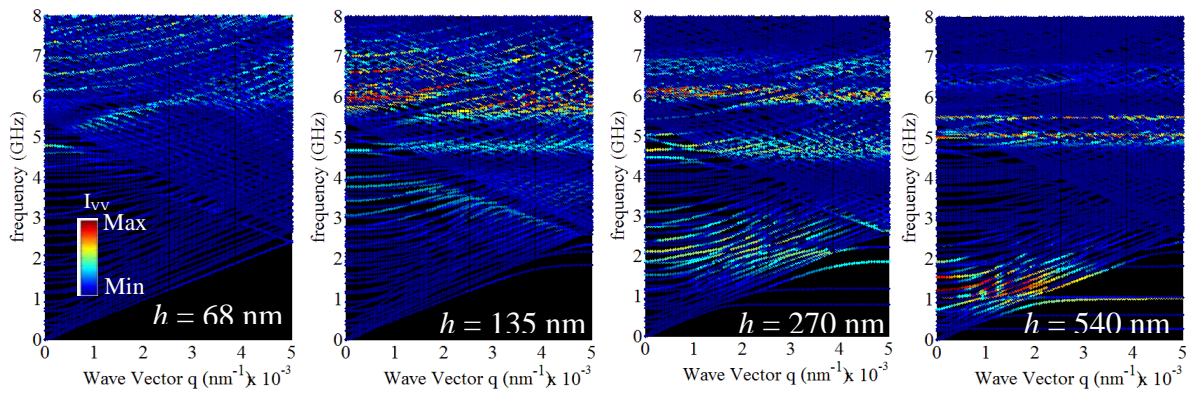 8 8 8 8
7 7 7 7
6 6 6 6
5 5 5 5
4 4 4 4
3 3 3 3
2 2 2 2
1 1 1 1
0 0 0 0
frequency (GHz) frequency (GHz) frequency (GHz) frequency (GHz)
I_VV
Max
Min
h = 68 nm h = 135 nm h = 270 nm h = 540 nm
0 1 2 3 4 5 0 1 2 3 4 5 0 1 2 3 4 5 0 1 2 3 4 5
Wave Vector q (nm⁻¹) x 10⁻³ Wave Vector q (nm⁻¹) x 10⁻³ Wave Vector q (nm⁻¹) x 10⁻³ Wave Vector q (nm⁻¹) x 10⁻³